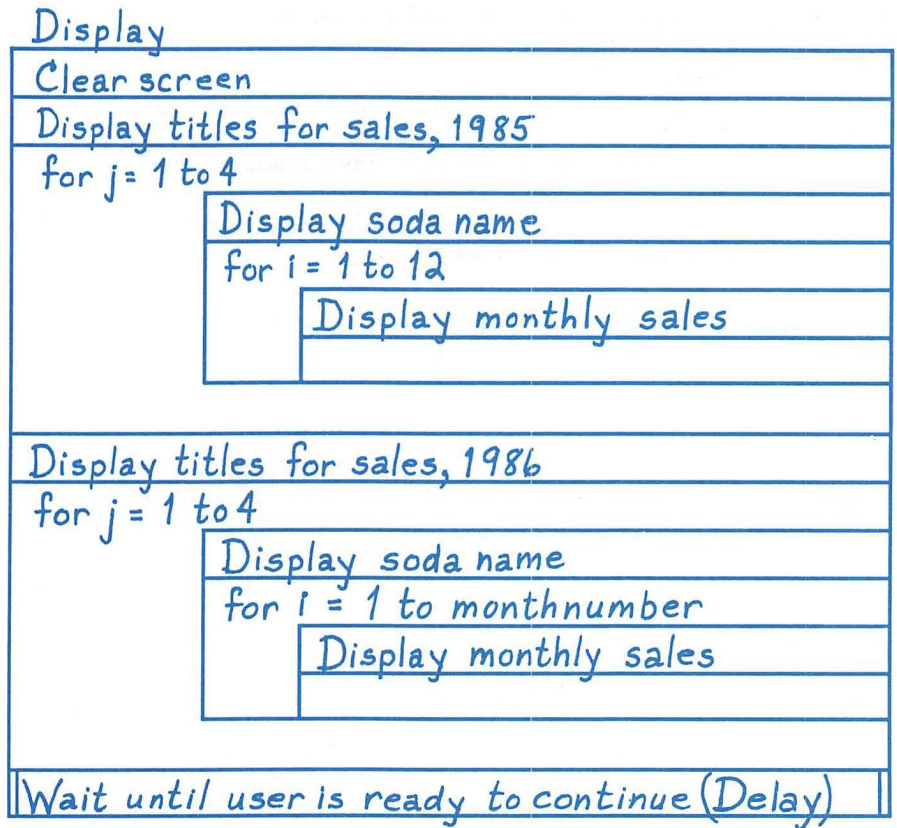 Display
Clear screen
Display titles for sales, 1985
for j = 1 to 4
Display soda name
for i = 1 to 12
Display monthly sales
Display titles for sales, 1986
for j = 1 to 4
Display soda name
for i = 1 to monthnumber
Display monthly sales
Wait until user is ready to continue (Delay)